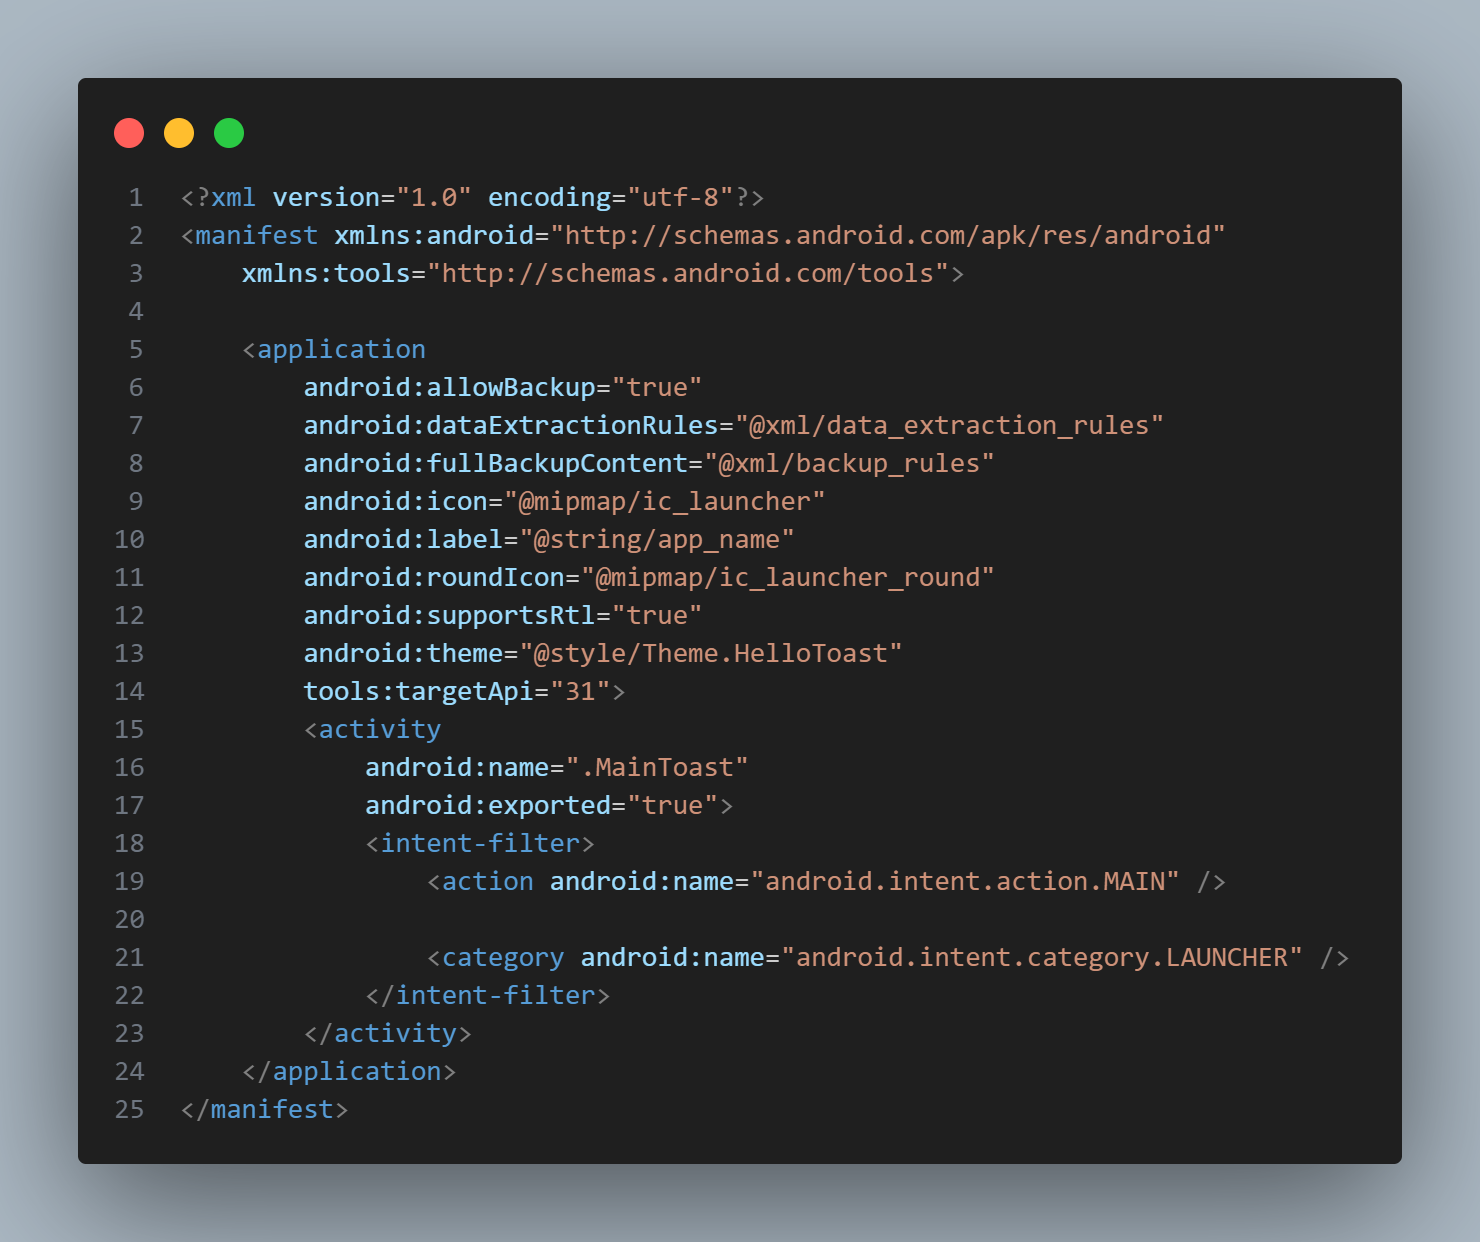 1 <?xml version="1.0" encoding="utf-8"?>
2 <manifest xmlns:android="http://schemas.android.com/apk/res/android"
3     xmlns:tools="http://schemas.android.com/tools">
4
5     <application
6         android:allowBackup="true"
7         android:dataExtractionRules="@xml/data_extraction_rules"
8         android:fullBackupContent="@xml/backup_rules"
9         android:icon="@mipmap/ic_launcher"
10         android:label="@string/app_name"
11         android:roundIcon="@mipmap/ic_launcher_round"
12         android:supportsRtl="true"
13         android:theme="@style/Theme.HelloToast"
14         tools:targetApi="31">
15         <activity
16             android:name=".MainToast"
17             android:exported="true">
18             <intent-filter>
19                 <action android:name="android.intent.action.MAIN" />
20
21                 <category android:name="android.intent.category.LAUNCHER" />
22             </intent-filter>
23         </activity>
24     </application>
25 </manifest>